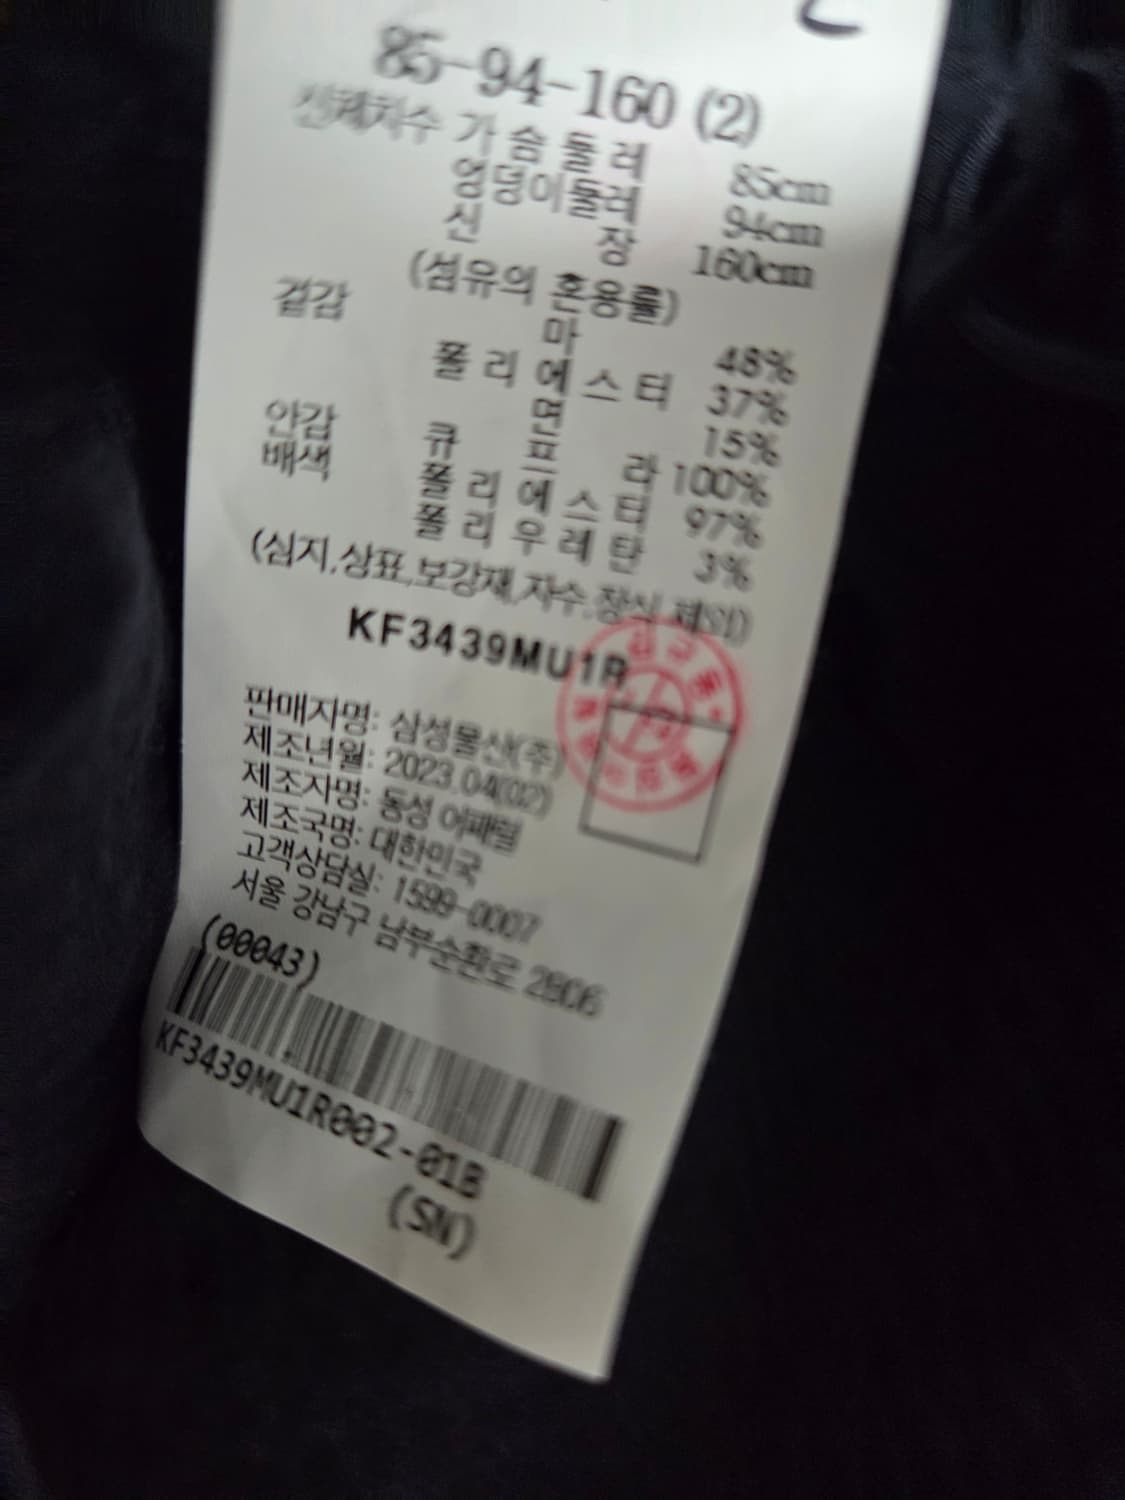 85-94-160 (2)
신체치수 가슴둘레 85cm
엉덩이둘레 94cm
신장 160cm
(섬유의 혼용률)
겉감 마 48%
폴리에스터 37%
면 15%
안감 큐프라 100%
배색 폴리에스터 97%
폴리우레탄 3%
(심지,상표,보강재,자수,장식 제외)
KF3439MU1R
판매자명: 삼성물산(주)
제조년월: 2023.04(02)
제조자명: 동성 어패럴
제조국명: 대한민국
고객상담실: 1599-0007
서울 강남구 남부순환로 2806
(00043)
KF3439MU1R002-01B
(SN)